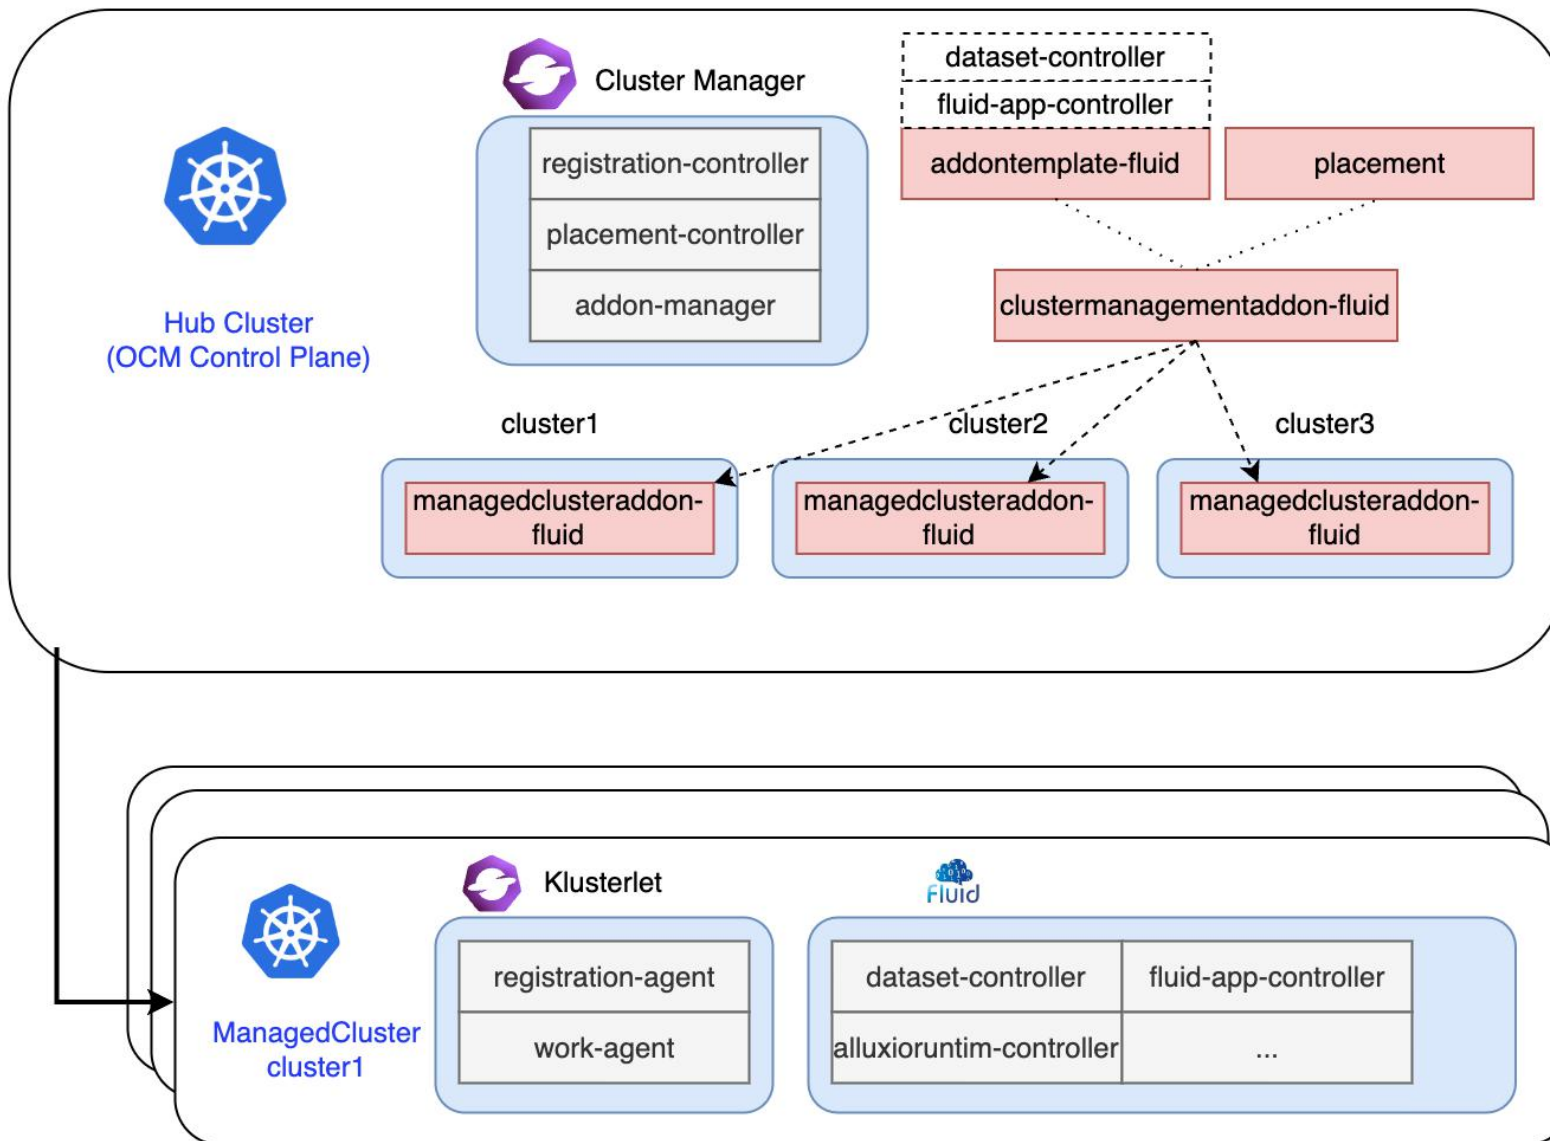 Cluster Manager
registration-controller
placement-controller
addon-manager
dataset-controller
fluid-app-controller
addontemplate-fluid
placement
clustermanagementaddon-fluid
Hub Cluster
(OCM Control Plane)
cluster1
cluster2
cluster3
managedclusteraddon-
fluid
managedclusteraddon-
fluid
managedclusteraddon-
fluid
Klusterlet
Fluid
registration-agent
work-agent
dataset-controller
fluid-app-controller
alluxioruntim-controller
...
ManagedCluster
cluster1